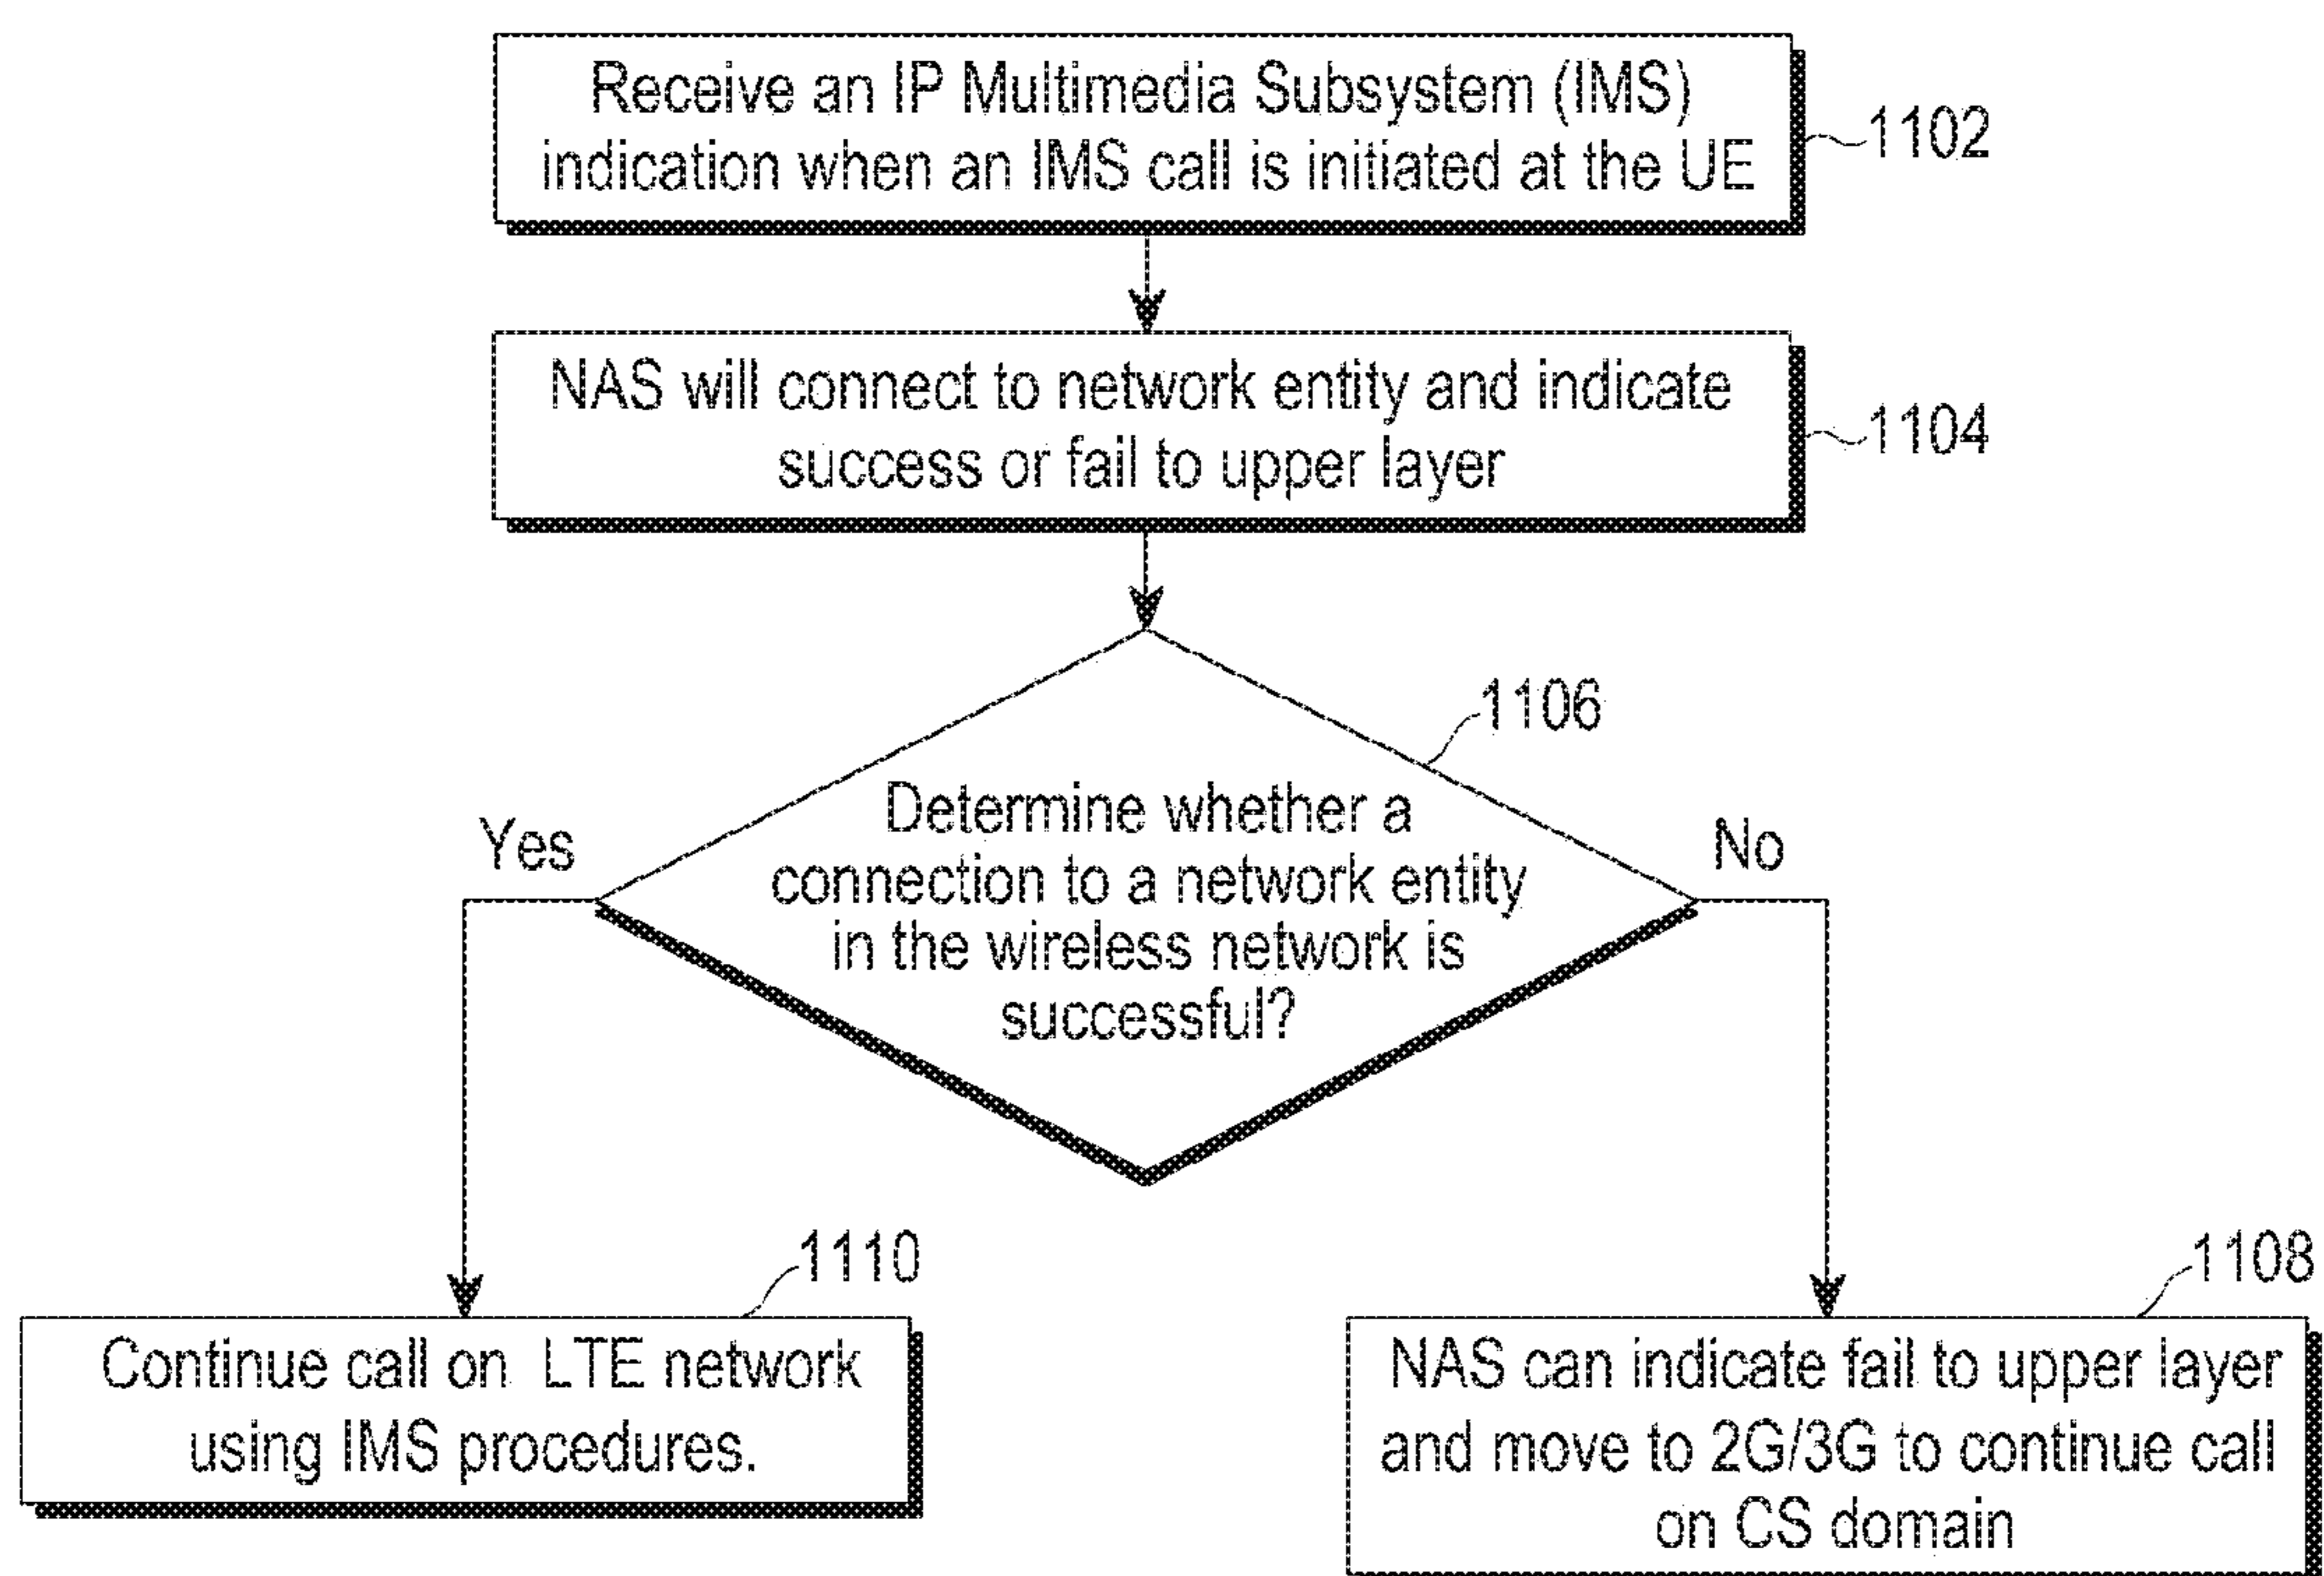 Receive an IP Multimedia Subsystem (IMS)
indication when an IMS call is initiated at the UE
1102
NAS will connect to network entity and indicate
success or fail to upper layer
1104
1106
Determine whether a
connection to a network entity
in the wireless network is
successful?
Yes
No
1110
Continue call on LTE network
using IMS procedures.
1108
NAS can indicate fail to upper layer
and move to 2G/3G to continue call
on CS domain